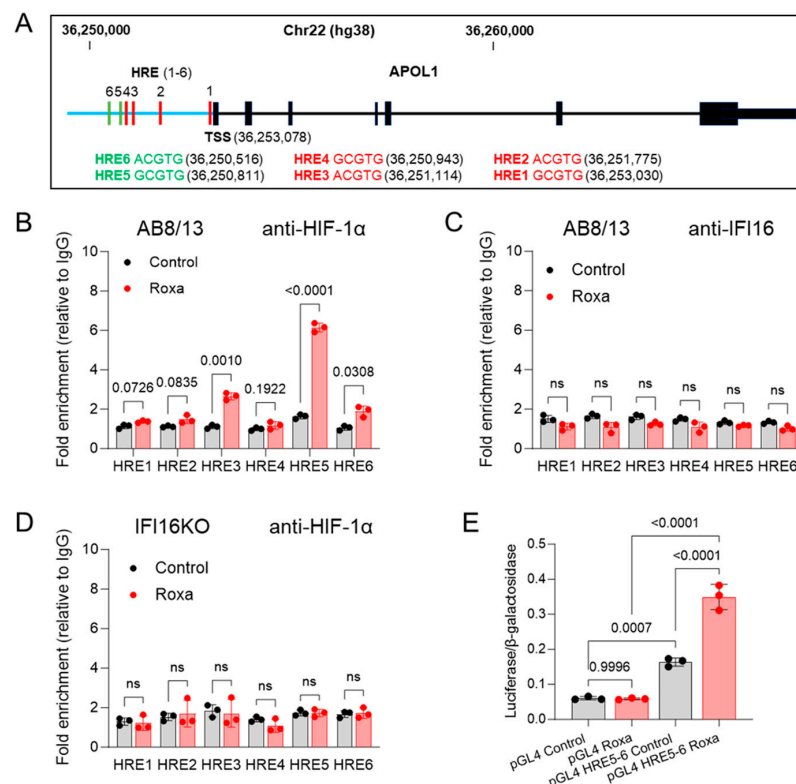 A
36,250,000 Chr22 (hg38) 36,260,000
HRE (1-6) APOL1
6543 2 1
TSS (36,253,078)
HRE6 ACGTG (36,250,516) HRE4 GCGTG (36,250,943) HRE2 ACGTG (36,251,775)
HRE5 GCGTG (36,250,811) HRE3 ACGTG (36,251,114) HRE1 GCGTG (36,253,030)
B
AB8/13 anti-HIF-1α
Fold enrichment (relative to IgG)
10
8
6
4
2
0
Control
Roxa
0.0726
0.0835
0.0010
0.1922
<0.0001
0.0308
HRE1 HRE2 HRE3 HRE4 HRE5 HRE6
C
AB8/13 anti-IFI16
Fold enrichment (relative to IgG)
10
8
6
4
2
0
Control
Roxa
ns ns ns ns ns ns
HRE1 HRE2 HRE3 HRE4 HRE5 HRE6
D
IFI16KO anti-HIF-1α
Fold enrichment (relative to IgG)
10
8
6
4
2
0
Control
Roxa
ns ns ns ns ns ns
HRE1 HRE2 HRE3 HRE4 HRE5 HRE6
E
Luciferase/β-galactosidase
0.5
0.4
0.3
0.2
0.1
0.0
<0.0001
<0.0001
0.0007
0.9996
pGL4 Control
pGL4 Roxa
pGL4 HRE5-6 Control
pGL4 HRE5-6 Roxa